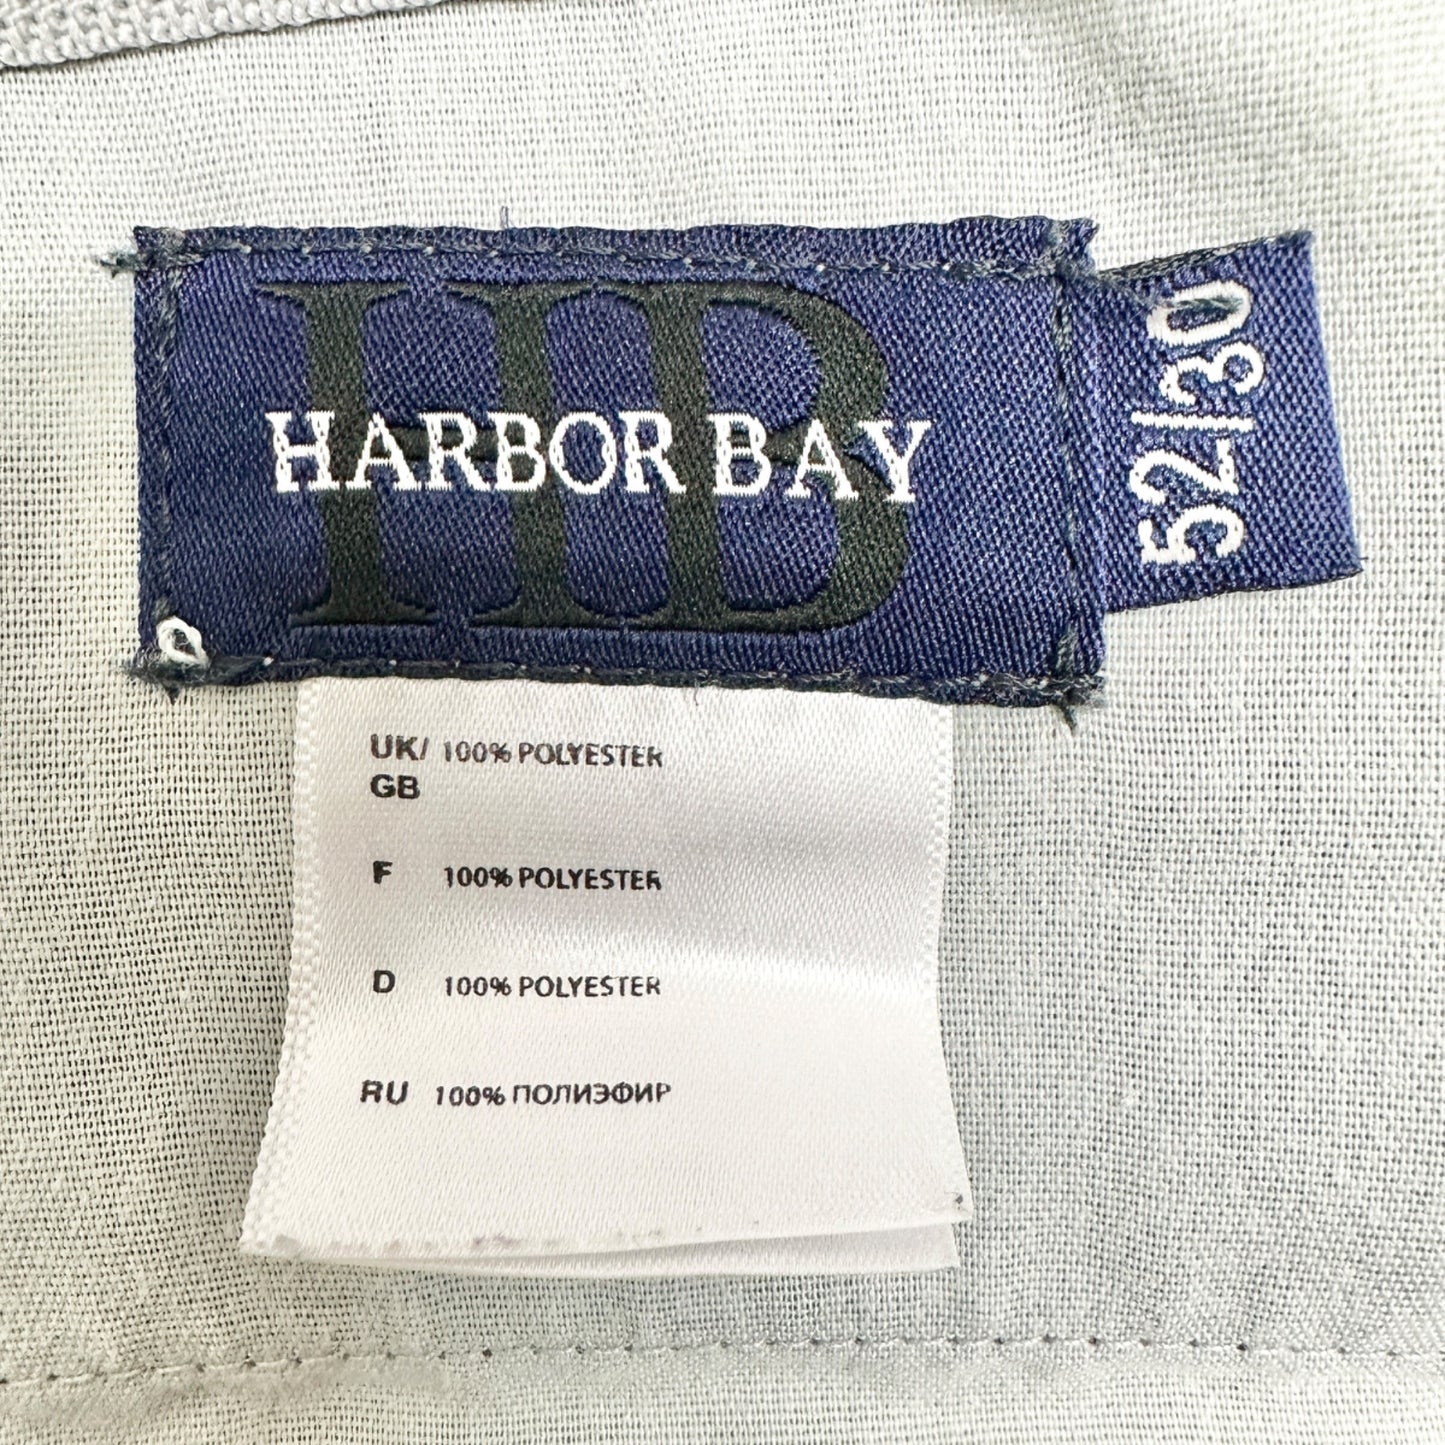 HB
HARBOR BAY
52|30
UK/ 100% POLYESTER
GB
F 100% POLYESTER
D 100% POLYESTER
RU 100% ПОЛИЭФИР